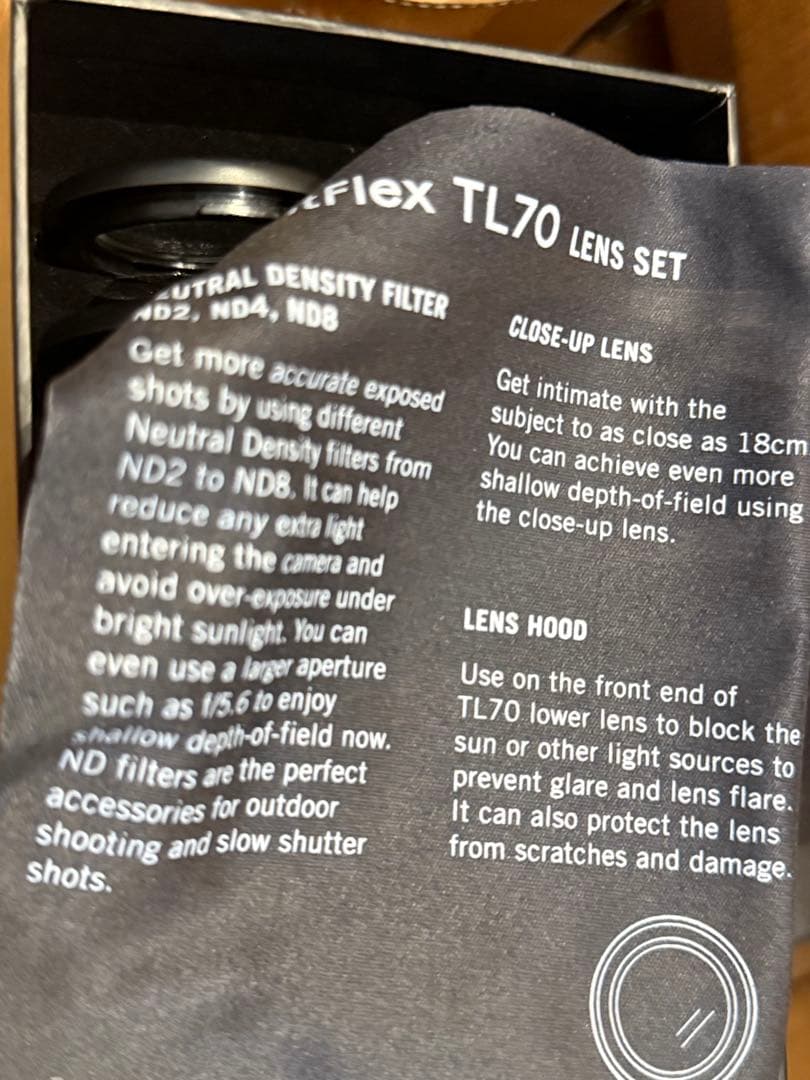 Flex TL70 LENS SET
NEUTRAL DENSITY FILTER
ND2, ND4, ND8
Get more accurate exposed
shots by using different
Neutral Density filters from
ND2 to ND8. It can help
reduce any extra light
entering the camera and
avoid over-exposure under
bright sunlight. You can
even use a larger aperture
such as f/5.6 to enjoy
shallow depth-of-field now.
ND filters are the perfect
accessories for outdoor
shooting and slow shutter
shots.
CLOSE-UP LENS
Get intimate with the
subject to as close as 18cm
You can achieve even more
shallow depth-of-field using
the close-up lens.
LENS HOOD
Use on the front end of
TL70 lower lens to block the
sun or other light sources to
prevent glare and lens flare.
It can also protect the lens
from scratches and damage.